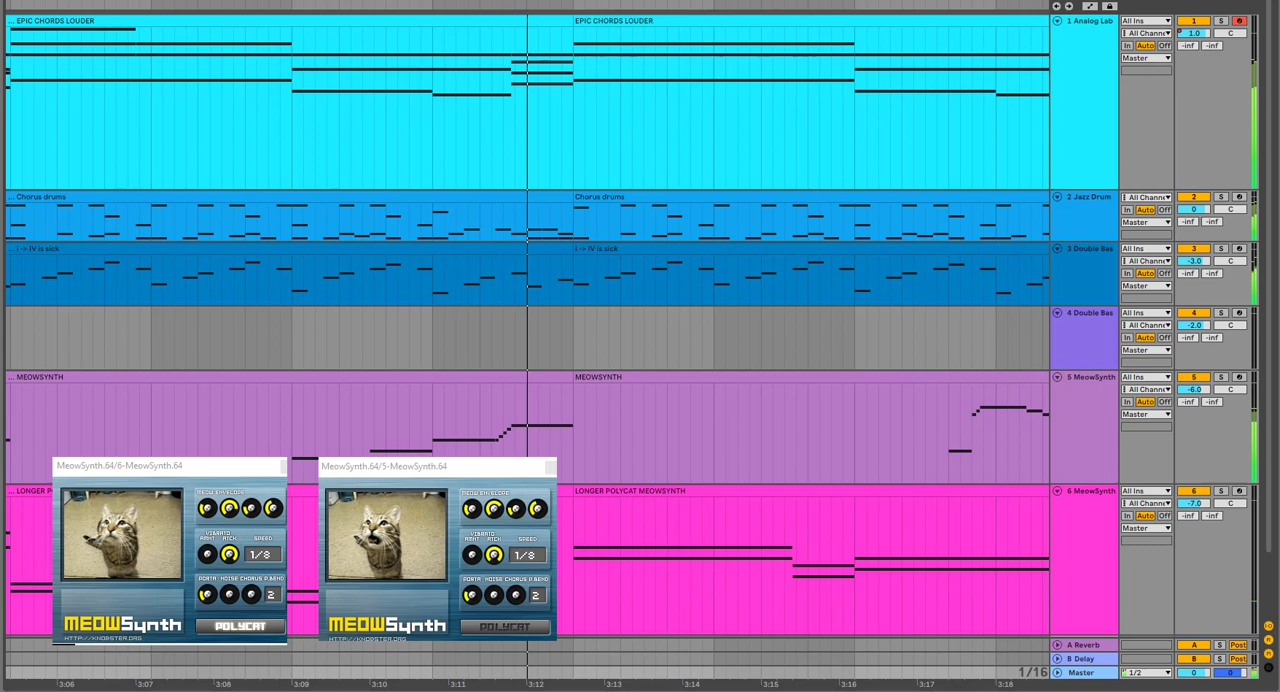 ... EPIC CHORDS LOUDER
EPIC CHORDS LOUDER
1 Analog Lab
All Ins
1
S
All Channe
1.0
C
In Auto Off
-inf -inf
Master
... Chorus drums
Chorus drums
2 Jazz Drum
All Channe
2
S
In Auto Off
0
C
Master
-inf -inf
... i -> IV is sick
i -> IV is sick
3 Double Bas
All Ins
3
S
All Channe
-3.0
C
In Auto Off
-inf -inf
Master
4 Double Bas
All Ins
4
S
All Channe
-2.0
C
In Auto Off
-inf -inf
Master
... MEOWSYNTH
MEOWSYNTH
5 MeowSynth
All Ins
5
S
All Channe
-6.0
C
In Auto Off
-inf -inf
Master
MeowSynth.64/6-MeowSynth.64
MEOW ENVELOPE
VIBRATO
AMNT RTCK SPEED
1/8
PORTA NOISE CHORUS P.BEND
2
MEOWSynth
POLYCAT
HTTP://KNOBSTER.ORG
MeowSynth.64/5-MeowSynth.64
MEOW ENVELOPE
VIBRATO
AMNT RTCK SPEED
1/8
PORTA NOISE CHORUS P.BEND
2
MEOWSynth
POLYCAT
HTTP://KNOBSTER.ORG
... LONGER P
LONGER POLYCAT MEOWSYNTH
6 MeowSynth
All Ins
6
S
All Channe
-7.0
C
In Auto Off
-inf -inf
Master
A Reverb
A
S
Post
B Delay
B
S
Post
1/16
Master
1/2
0
0
3:06
3:07
3:08
3:09
3:10
3:11
3:12
3:13
3:14
3:15
3:16
3:17
3:18